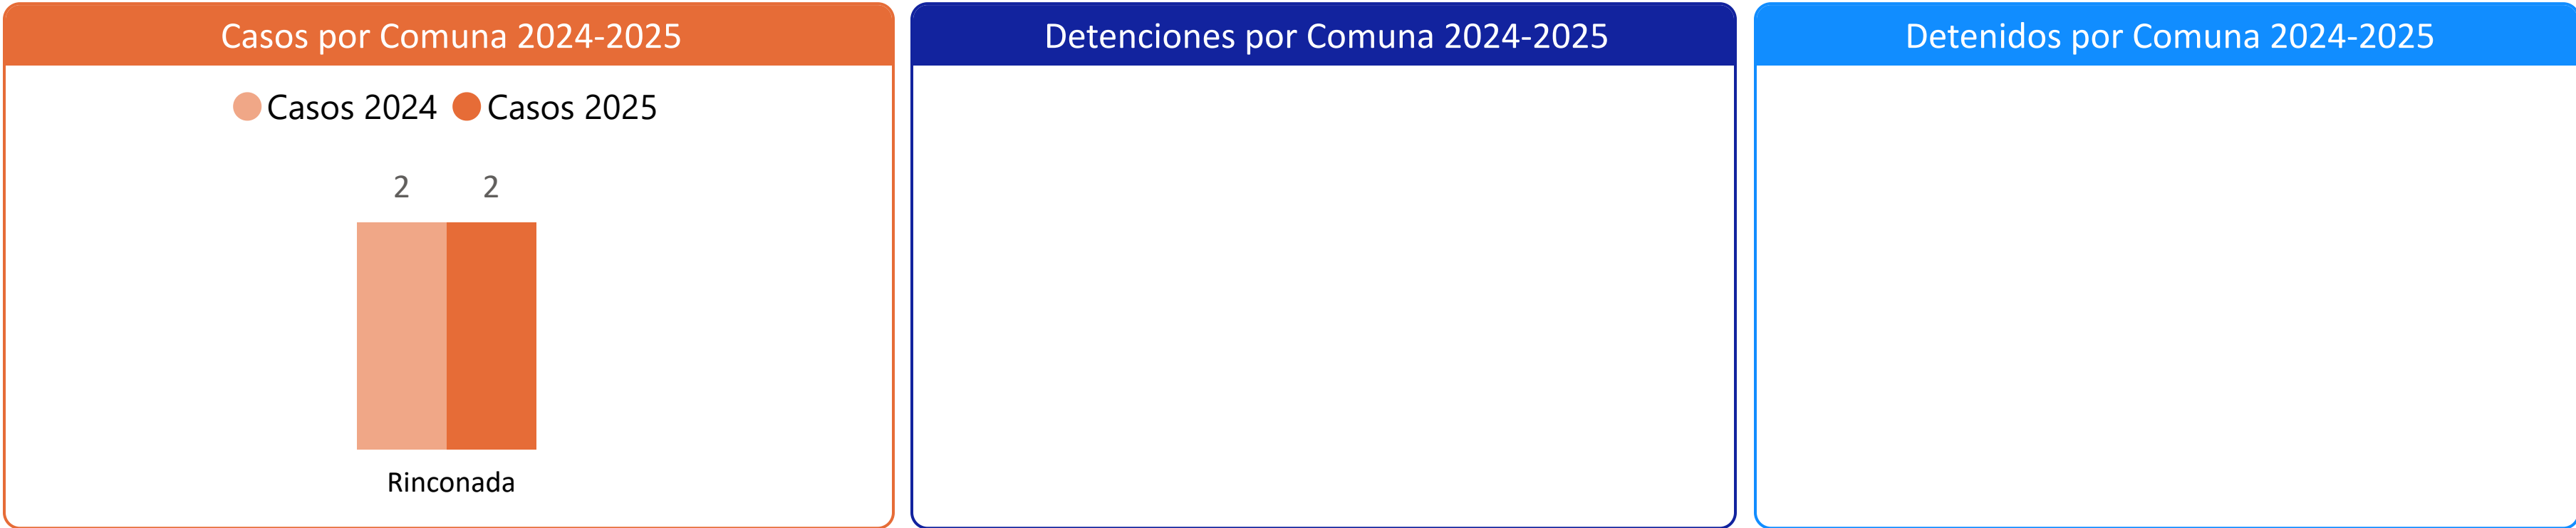 Casos por Comuna 2024-2025
Casos 2024 Casos 2025
2 2
Rinconada
Detenciones por Comuna 2024-2025
Detenidos por Comuna 2024-2025